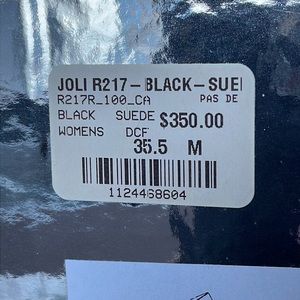 JOLI R217-BLACK-SUE
R217R_100_CA PAS DE
BLACK SUEDE $350.00
WOMENS DCF
35.5 M
1124468604